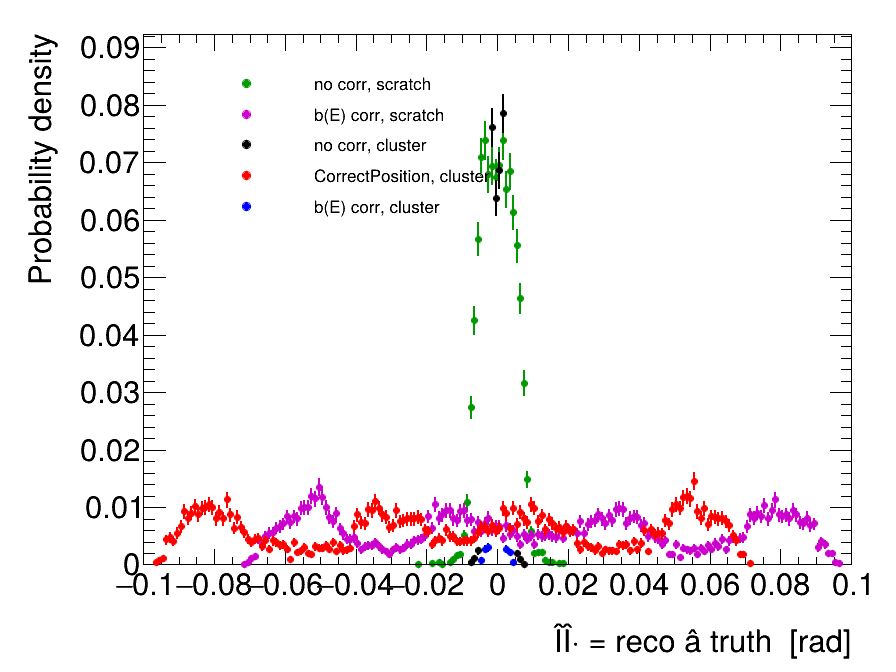 Probability density
0.09
0.08
0.07
0.06
0.05
0.04
0.03
0.02
0.01
0
no corr, scratch
b(E) corr, scratch
no corr, cluster
CorrectPosition, cluster
b(E) corr, cluster
−0.1 −0.08 −0.06 −0.04 −0.02 0 0.02 0.04 0.06 0.08 0.1
ÎÎ· = reco â truth [rad]